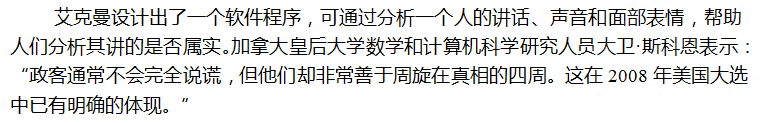 艾克曼设计出了一个软件程序，可通过分析一个人的讲话、声音和面部表情，帮助
人们分析其讲的是否属实。加拿大皇后大学数学和计算机科学研究人员大卫·斯科恩表示：
“政客通常不会完全说谎，但他们却非常善于周旋在真相的四周。这在 2008 年美国大选
中已有明确的体现。”